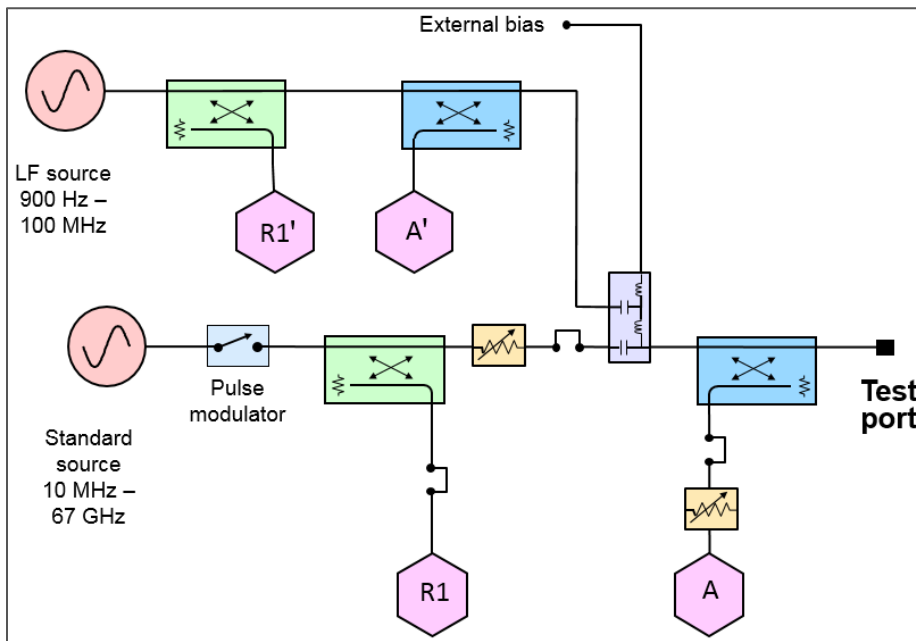 External bias
LF source
900 Hz –
100 MHz
R1'
A'
Pulse
modulator
Standard
source
10 MHz –
67 GHz
Test
port
R1
A